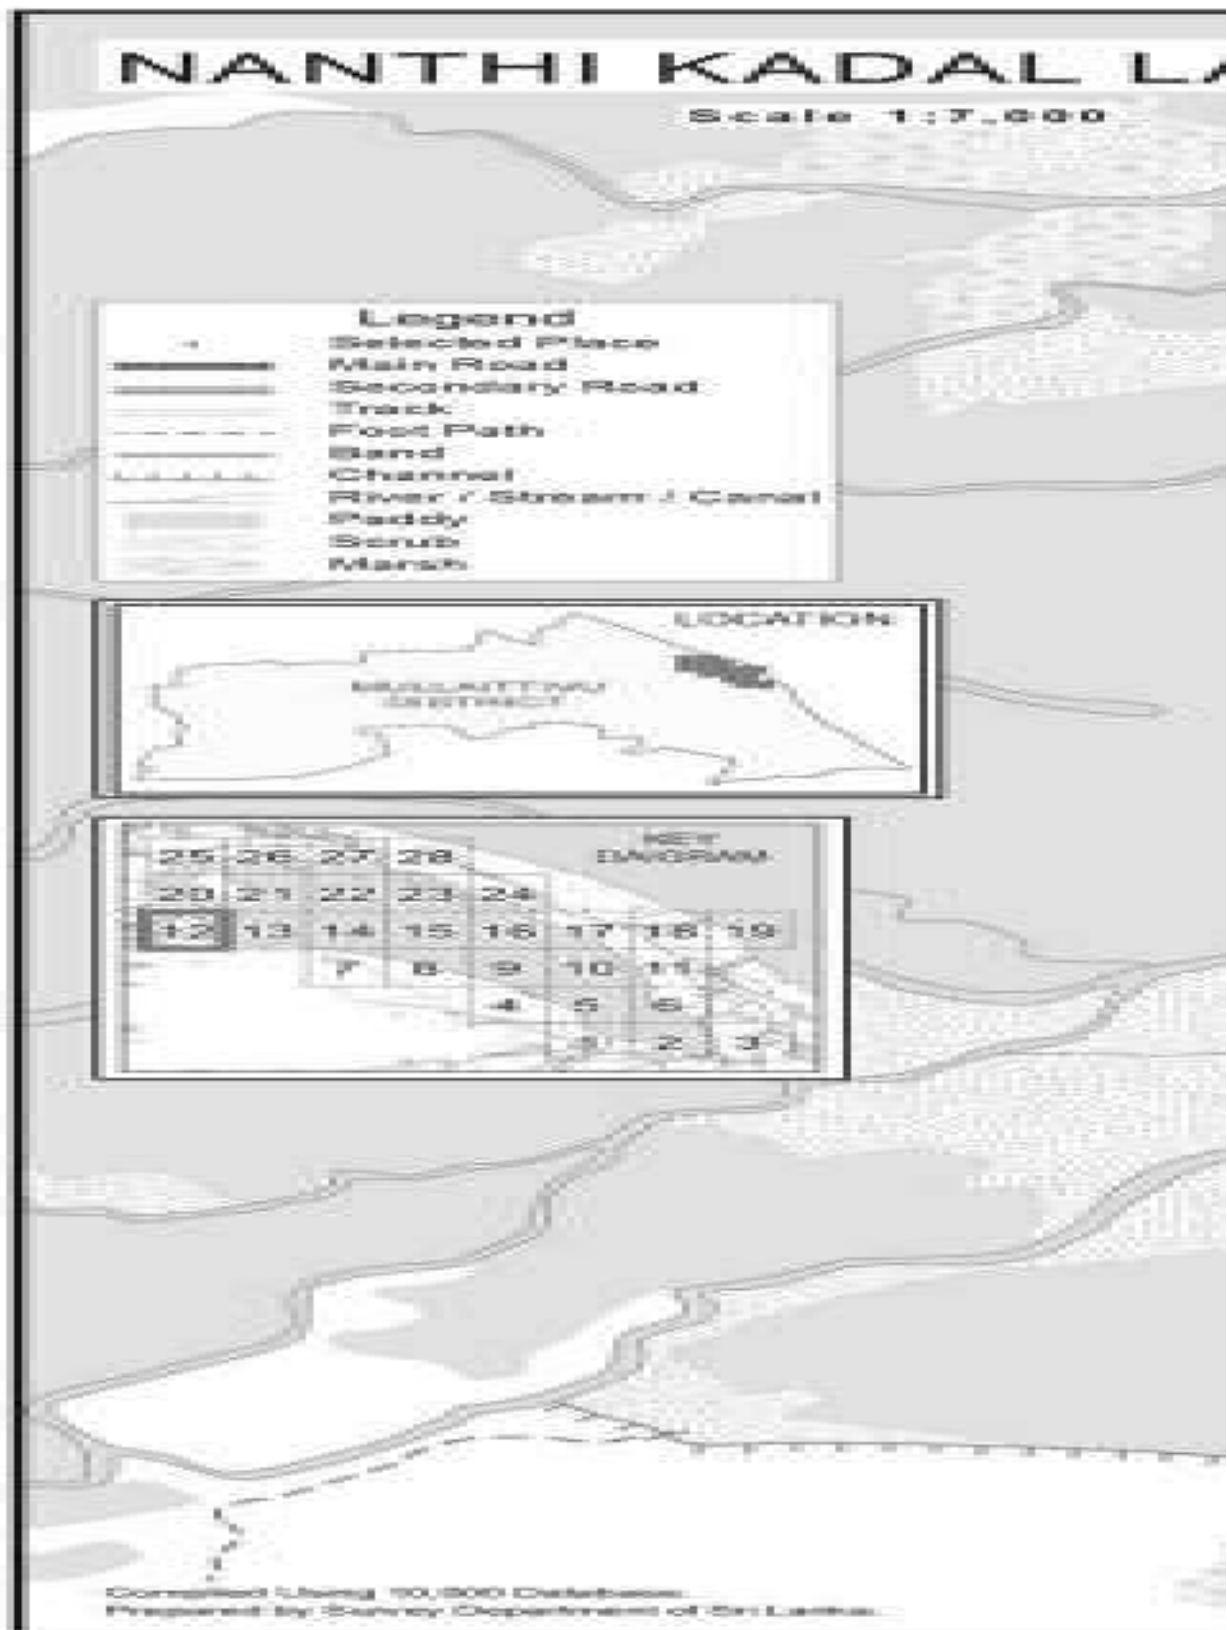 NANTHI KADAL LA
Scale 1:7,000
Legend
Selected Place
Main Road
Secondary Road
Track
Foot Path
Bund
Channel
River / Stream / Canal
Paddy
Scrub
Marsh
LOCATION
MULLAITIVU
DISTRICT
KEY
DAIGRAM
25 26 27 28
20 21 22 23 24
12 13 14 15 16 17 18 19
7 8 9 10 11
4 5 6
1 2 3
Compiled Using 10,000 Database
Prepared by Survey Department of Sri Lanka